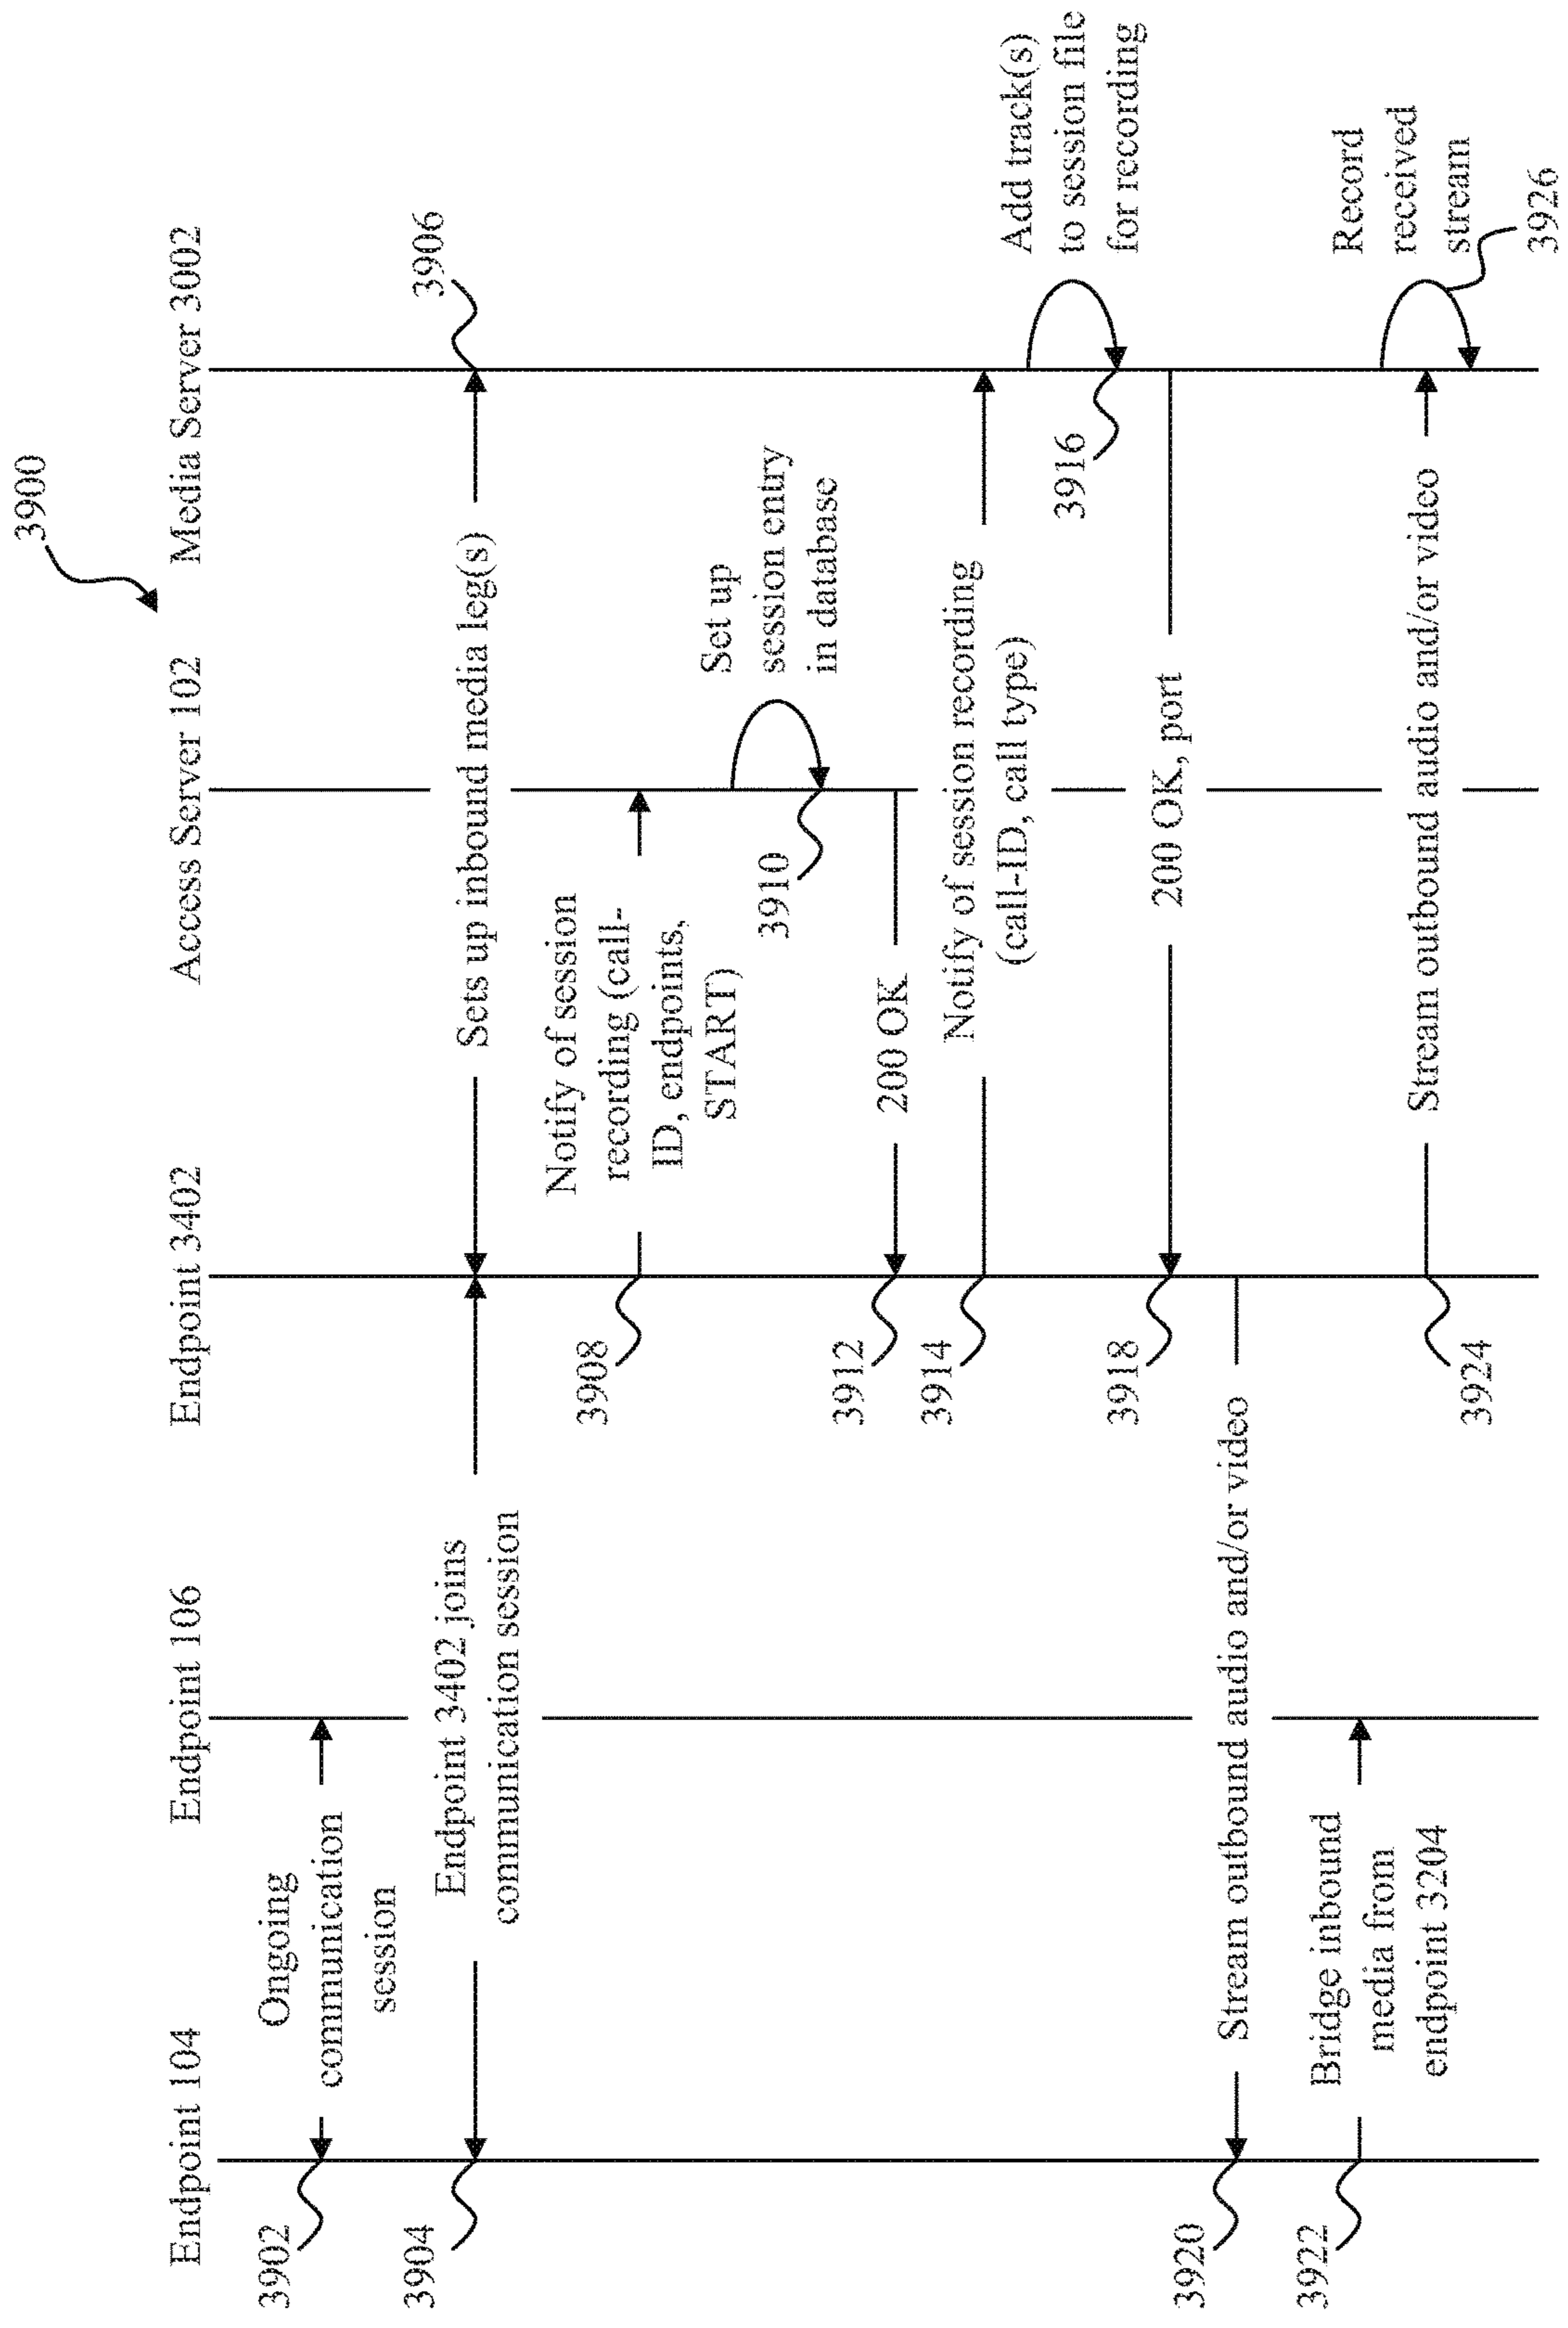 3900
Endpoint 104
Endpoint 106
Endpoint 3402
Access Server 102
Media Server 3002
3902
Ongoing
communication
session
3904
Endpoint 3402 joins
communication session
Sets up inbound media leg(s)
3906
3908
Notify of session
recording (call-
ID, endpoints,
START)
Set up
session entry
in database
3910
3912
200 OK
3914
Notify of session recording
(call-ID, call type)
Add track(s)
to session file
for recording
3916
3918
200 OK, port
3920
Stream outbound audio and/or video
3922
Bridge inbound
media from
endpoint 3204
3924
Stream outbound audio and/or video
Record
received
stream
3926